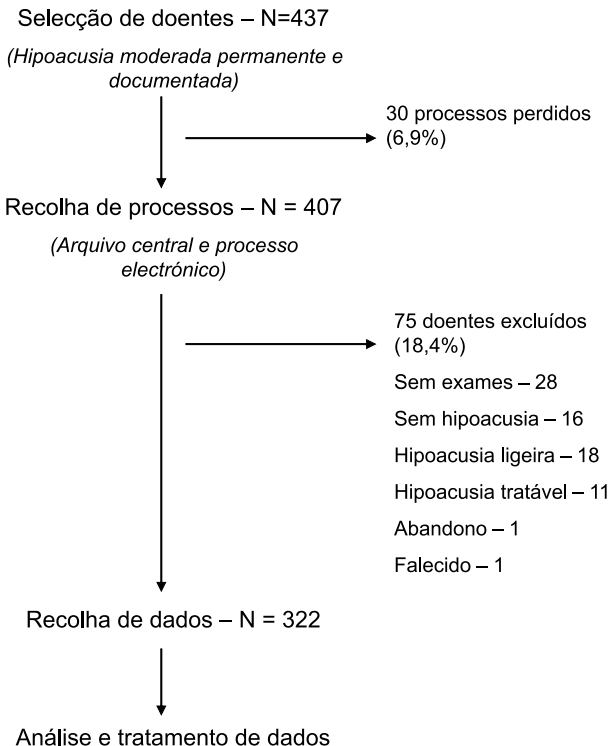 Selecção de doentes – N=437
(Hipoacusia moderada permanente e
documentada)
30 processos perdidos
(6,9%)
Recolha de processos – N = 407
(Arquivo central e processo
electrónico)
75 doentes excluídos
(18,4%)
Sem exames – 28
Sem hipoacusia – 16
Hipoacusia ligeira – 18
Hipoacusia tratável – 11
Abandono – 1
Falecido – 1
Recolha de dados – N = 322
Análise e tratamento de dados